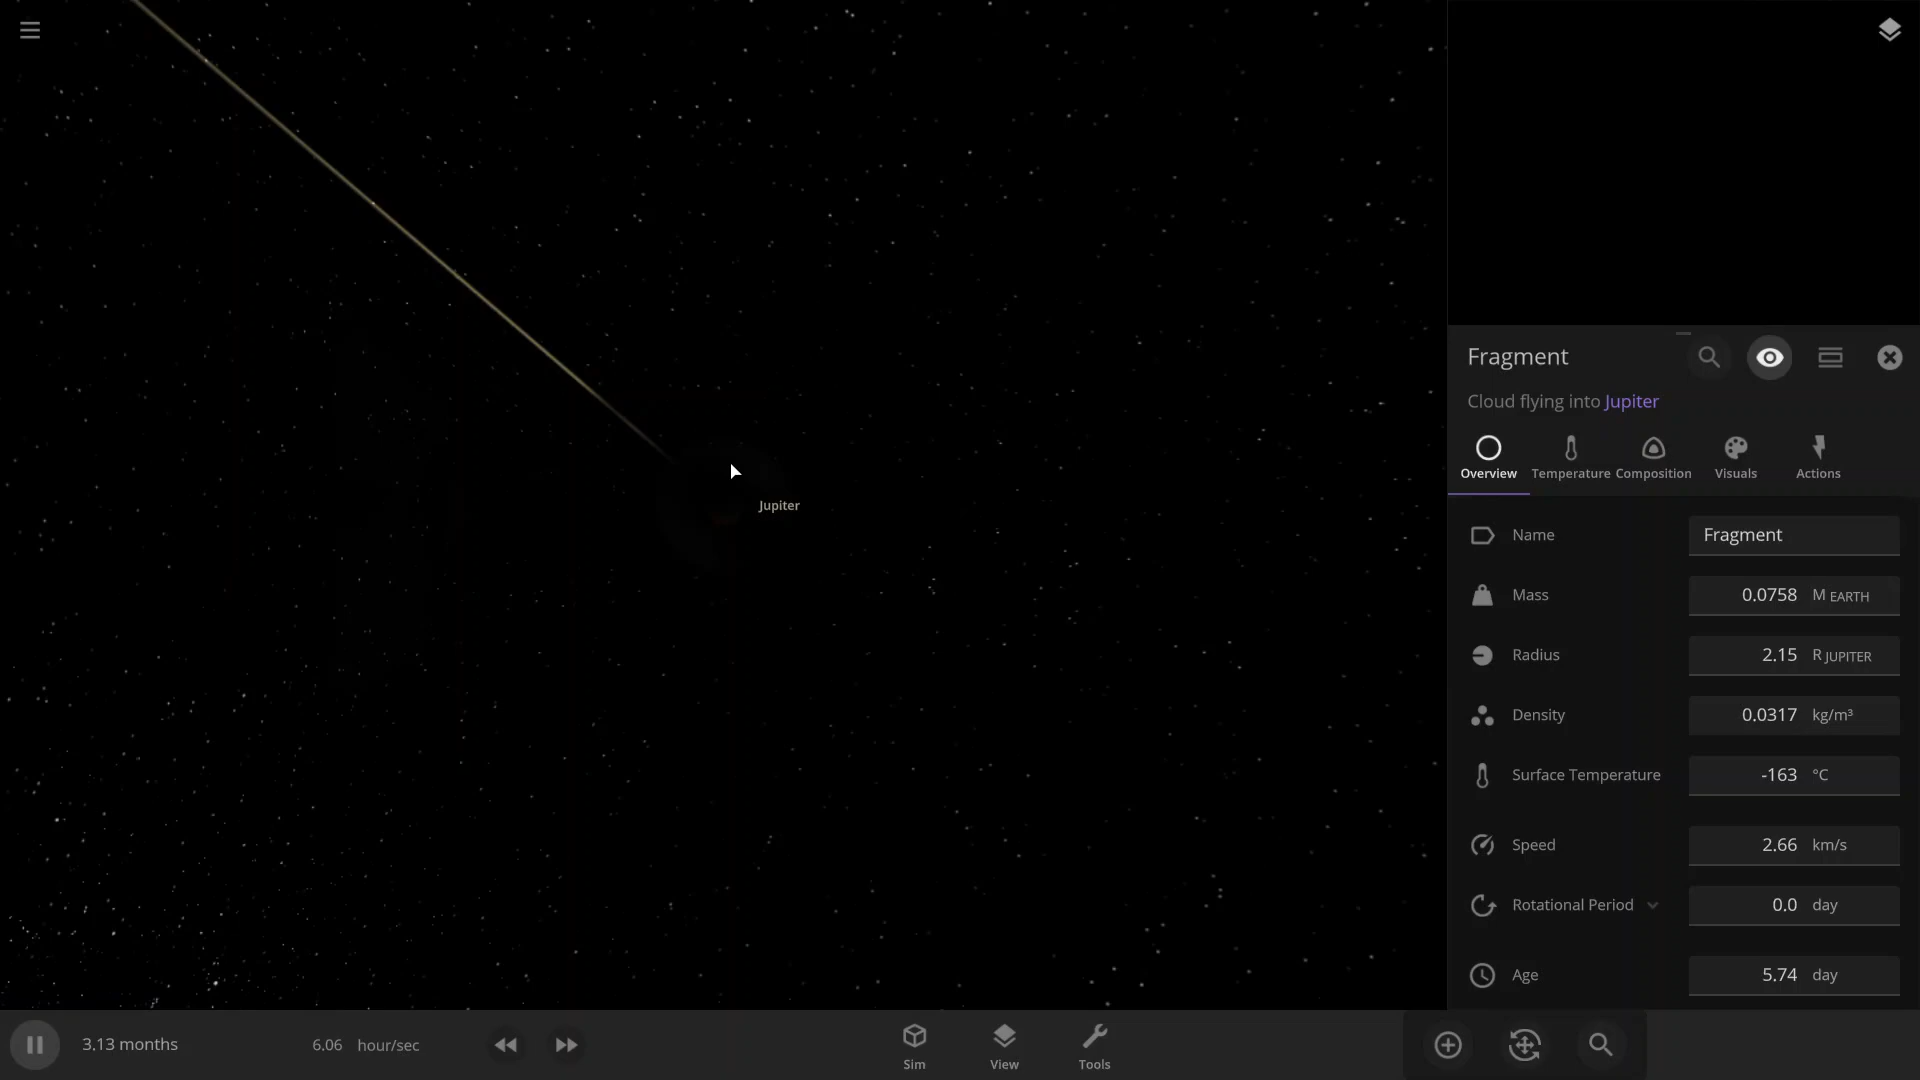 Jupiter
Fragment
Cloud flying into Jupiter
Overview
Temperature
Composition
Visuals
Actions
Name
Fragment
Mass
0.0758 M EARTH
Radius
2.15 R JUPITER
Density
0.0317 kg/m³
Surface Temperature
-163 °C
Speed
2.66 km/s
Rotational Period
0.0 day
Age
5.74 day
3.13 months
6.06 hour/sec
Sim
View
Tools